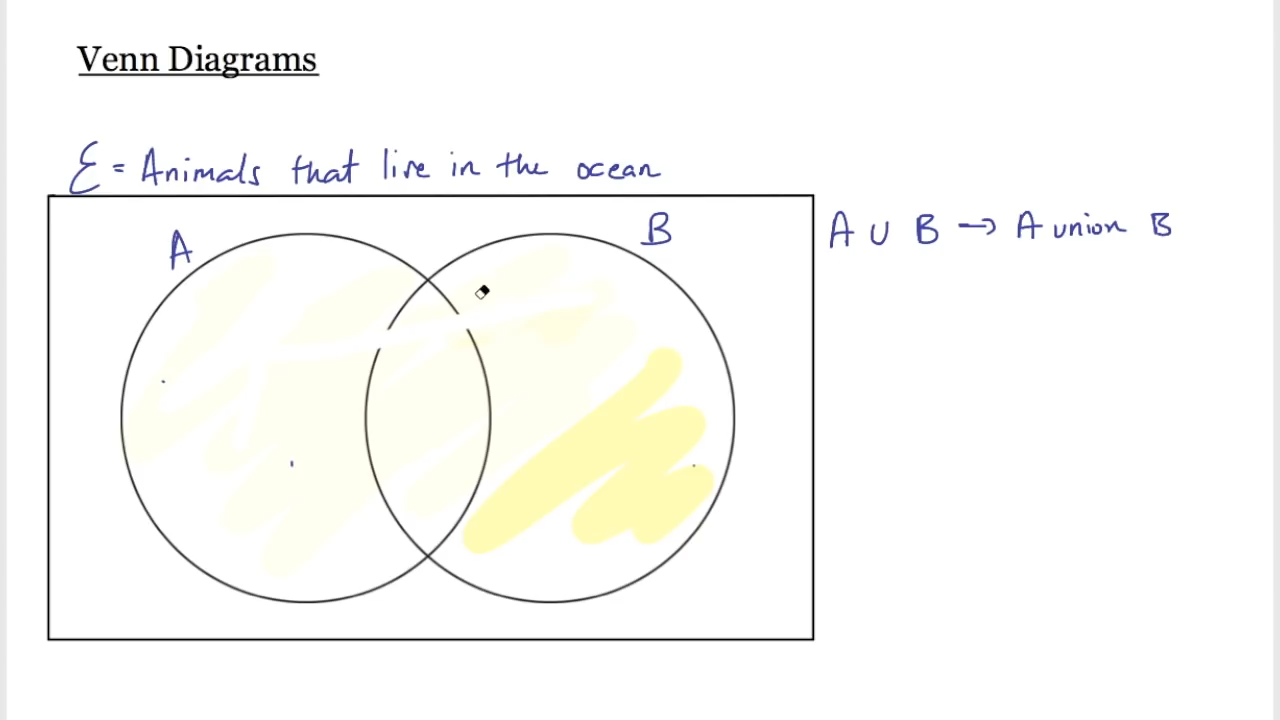 Venn Diagrams
ℰ = Animals that live in the ocean
A
B
A ∪ B → A union B